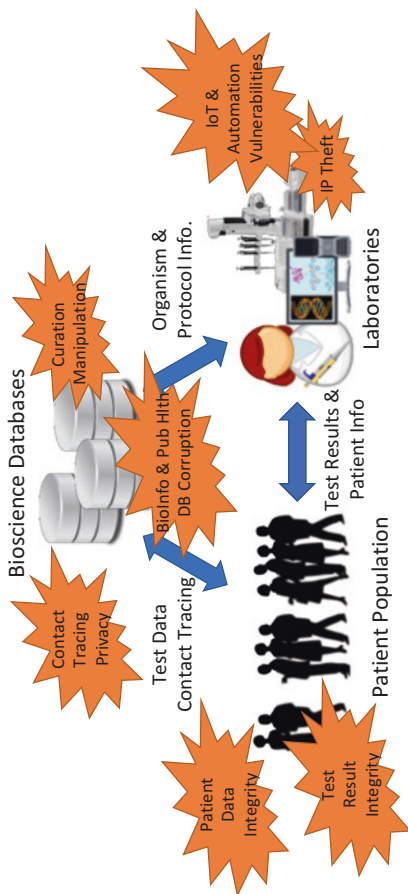 Bioscience Databases
Contact
Tracing
Privacy
Curation
Manipulation
BioInfo & Pub Hlth
DB Corruption
Test Data
Contact Tracing
Organism &
Protocol Info.
IoT &
Automation
Vulnerabilities
IP Theft
Patient
Data
Integrity
Test
Result
Integrity
Test Results &
Patient Info
Patient Population
Laboratories